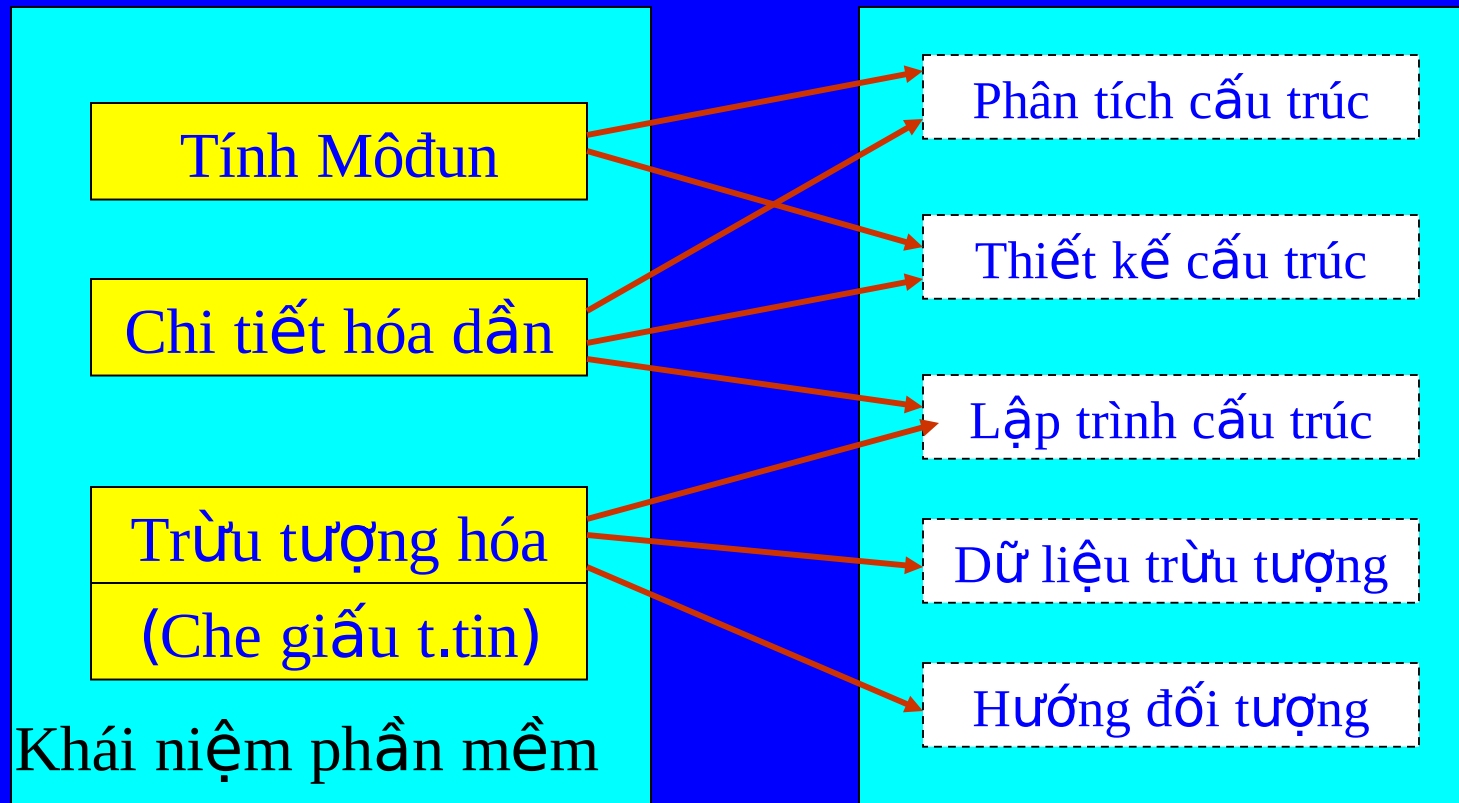 Tính Môđun
Chi tiết hóa dần
Trừu tượng hóa
(Che giấu t.tin)
Khái niệm phần mềm
Phân tích cấu trúc
Thiết kế cấu trúc
Lập trình cấu trúc
Dữ liệu trừu tượng
Hướng đối tượng